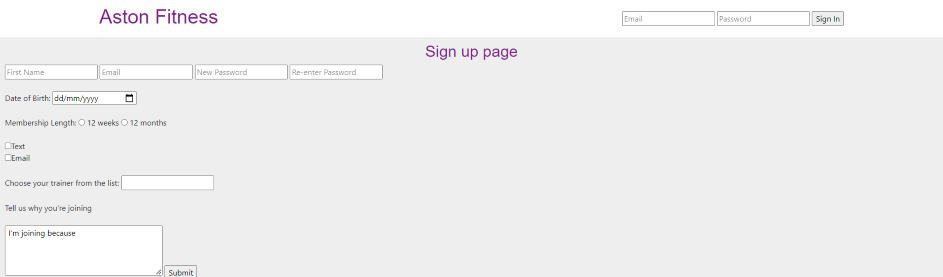 Aston Fitness
Email Password Sign In
Sign up page
First Name Email New Password Re-enter Password
Date of Birth: dd/mm/yyyy
Membership Length: 12 weeks 12 months
Text
Email
Choose your trainer from the list:
Tell us why you're joining
I'm joining because
Submit